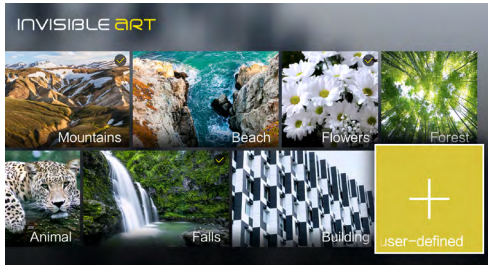 INVISIBLE ART
Mountains
Beach
Flowers
Forest
Animal
Falls
Building
user-defined